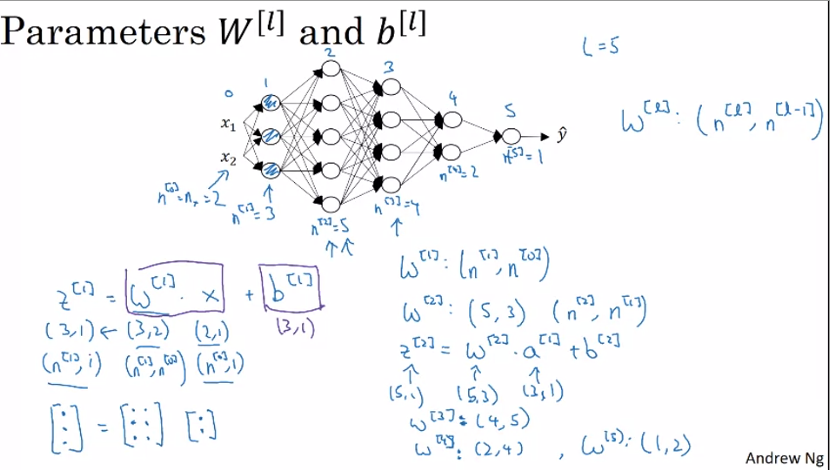 Parameters W^[l] and b^[l]
L=5
0 1 2 3 4 5
x₁
x₂
ŷ
n^[0]=nₓ=2
n^[1]=3
n^[2]=5
n^[3]=4
n^[4]=2
n^[5]=1
W^[l]: (n^[l], n^[l-1])
z^[1] = W^[1] · x + b^[1]
(3,1) ← (3,2) (2,1) (3,1)
(n^[1],1) (n^[1],n^[0]) (n^[0],1)
[⋮] = [⋮ ⋮] [:]
W^[1]: (n^[1], n^[0])
W^[2]: (5,3) (n^[2], n^[1])
z^[2] = W^[2] · a^[1] + b^[2]
(5,1) (5,3) (3,1)
W^[3]: (4,5)
W^[4]: (2,4) , W^[5]: (1,2)
Andrew Ng